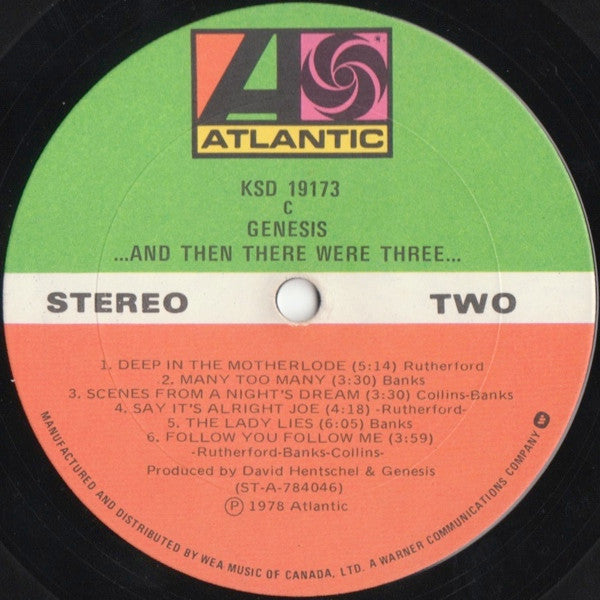 ATLANTIC
KSD 19173
C
GENESIS
...AND THEN THERE WERE THREE...
STEREO TWO
1. DEEP IN THE MOTHERLODE (5:14) Rutherford
2. MANY TOO MANY (3:30) Banks
3. SCENES FROM A NIGHT'S DREAM (3:30) Collins-Banks
4. SAY IT'S ALRIGHT JOE (4:18) -Rutherford-
5. THE LADY LIES (6:05) Banks
6. FOLLOW YOU FOLLOW ME (3:59)
-Rutherford-Banks-Collins-
Produced by David Hentschel & Genesis
(ST-A-784046)
Ⓟ 1978 Atlantic
MANUFACTURED AND DISTRIBUTED BY WEA MUSIC OF CANADA, LTD. A WARNER COMMUNICATIONS COMPANY